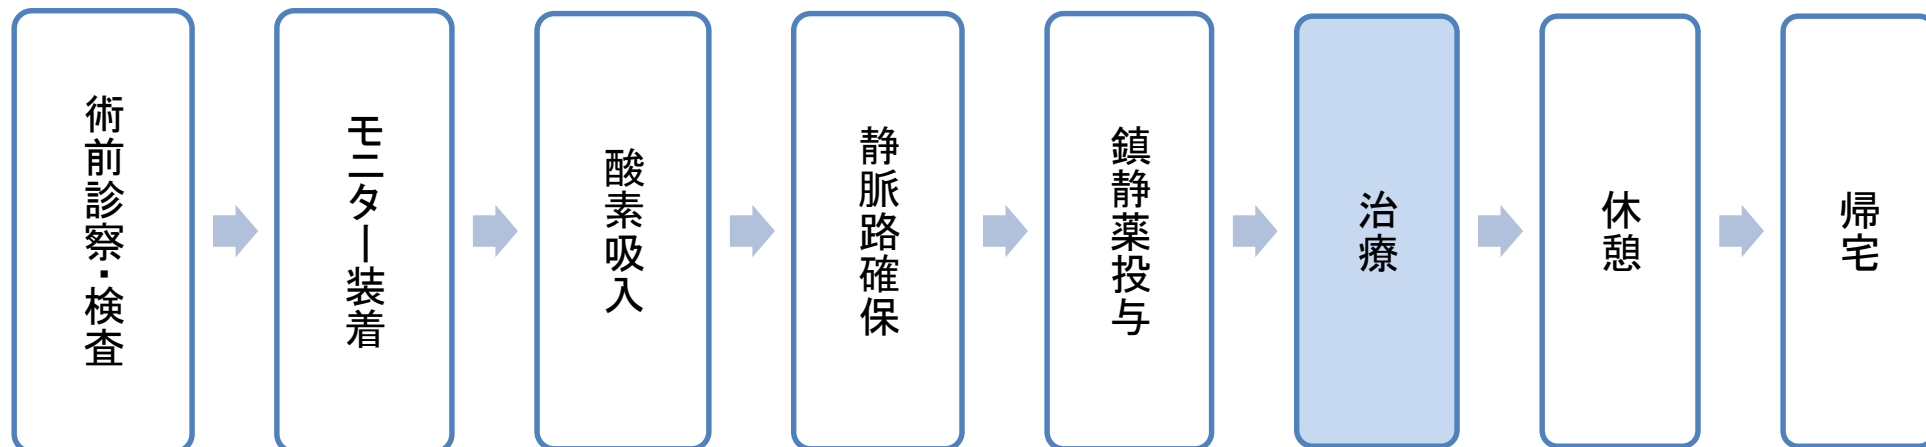 術前診察・検査
モニター装着
酸素吸入
静脈路確保
鎮静薬投与
治療
休憩
帰宅